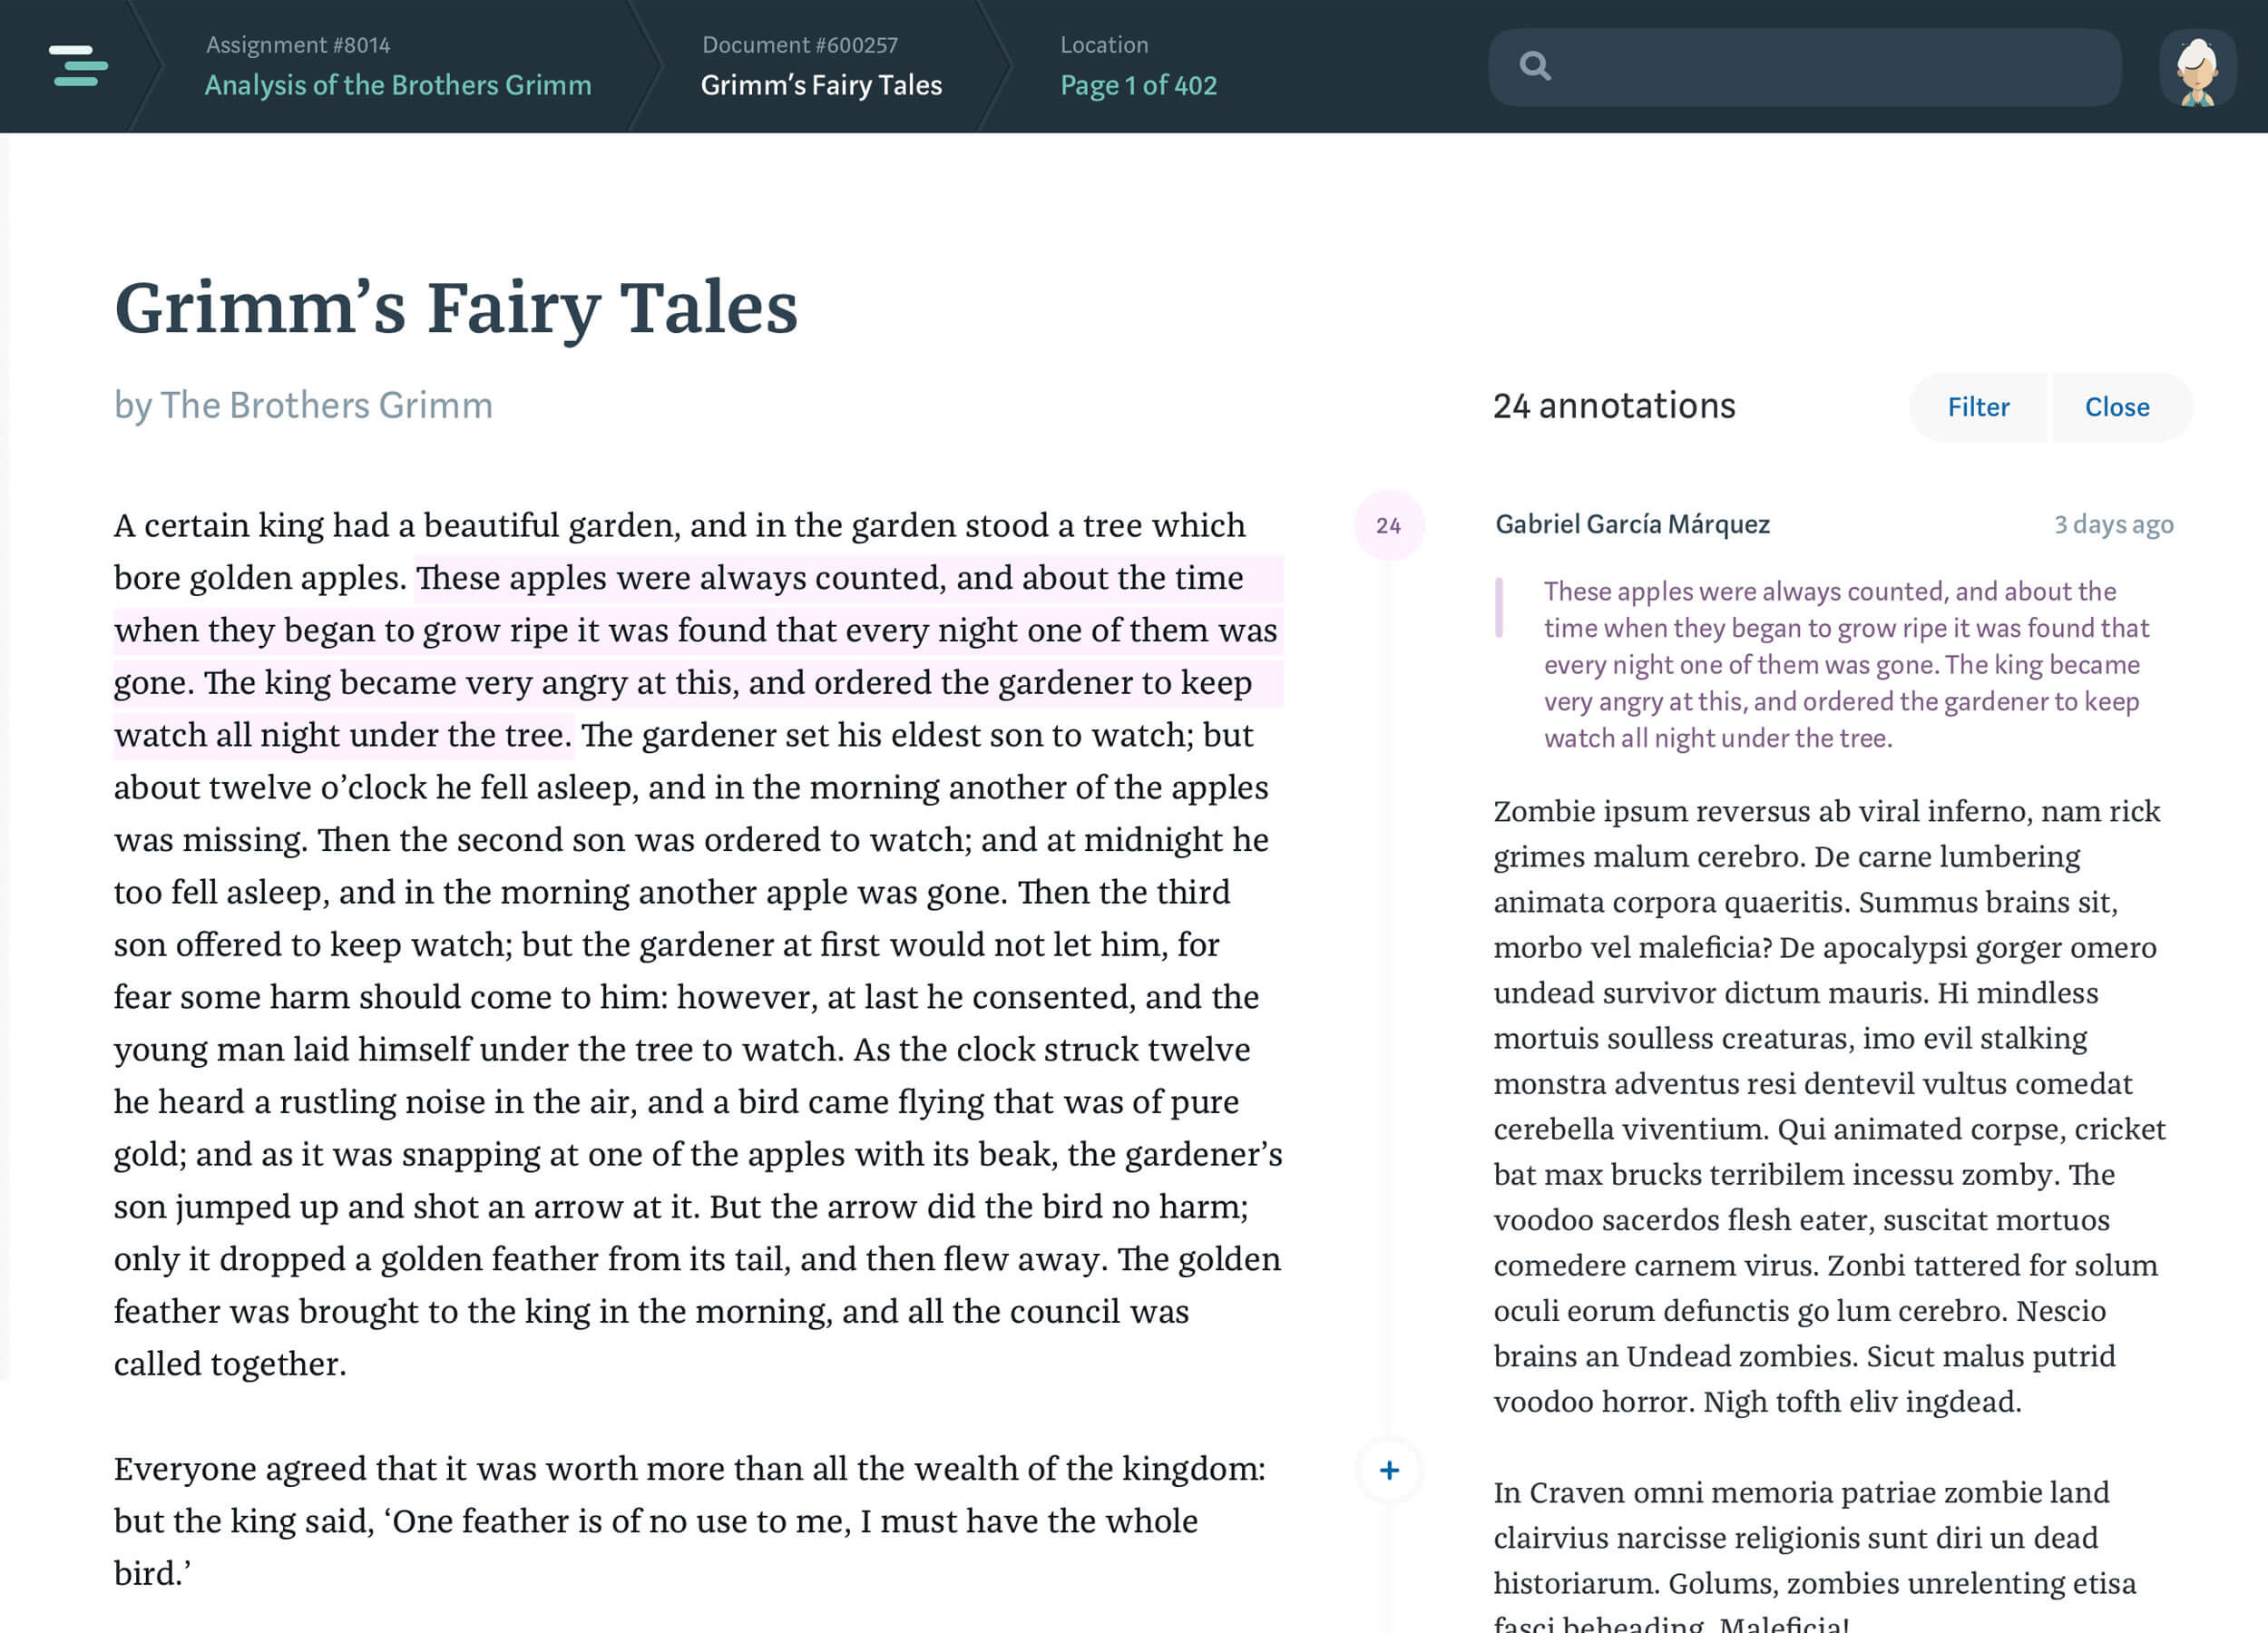 Assignment #8014
Analysis of the Brothers Grimm
Document #600257
Grimm’s Fairy Tales
Location
Page 1 of 402
Grimm’s Fairy Tales
by The Brothers Grimm
A certain king had a beautiful garden, and in the garden stood a tree which
bore golden apples. These apples were always counted, and about the time
when they began to grow ripe it was found that every night one of them was
gone. The king became very angry at this, and ordered the gardener to keep
watch all night under the tree. The gardener set his eldest son to watch; but
about twelve o’clock he fell asleep, and in the morning another of the apples
was missing. Then the second son was ordered to watch; and at midnight he
too fell asleep, and in the morning another apple was gone. Then the third
son offered to keep watch; but the gardener at first would not let him, for
fear some harm should come to him: however, at last he consented, and the
young man laid himself under the tree to watch. As the clock struck twelve
he heard a rustling noise in the air, and a bird came flying that was of pure
gold; and as it was snapping at one of the apples with its beak, the gardener’s
son jumped up and shot an arrow at it. But the arrow did the bird no harm;
only it dropped a golden feather from its tail, and then flew away. The golden
feather was brought to the king in the morning, and all the council was
called together.
Everyone agreed that it was worth more than all the wealth of the kingdom:
but the king said, ‘One feather is of no use to me, I must have the whole
bird.’
24
+
24 annotations
Filter
Close
Gabriel García Márquez
3 days ago
These apples were always counted, and about the
time when they began to grow ripe it was found that
every night one of them was gone. The king became
very angry at this, and ordered the gardener to keep
watch all night under the tree.
Zombie ipsum reversus ab viral inferno, nam rick
grimes malum cerebro. De carne lumbering
animata corpora quaeritis. Summus brains sit,
morbo vel maleficia? De apocalypsi gorger omero
undead survivor dictum mauris. Hi mindless
mortuis soulless creaturas, imo evil stalking
monstra adventus resi dentevil vultus comedat
cerebella viventium. Qui animated corpse, cricket
bat max brucks terribilem incessu zomby. The
voodoo sacerdos flesh eater, suscitat mortuos
comedere carnem virus. Zonbi tattered for solum
oculi eorum defunctis go lum cerebro. Nescio
brains an Undead zombies. Sicut malus putrid
voodoo horror. Nigh tofth eliv ingdead.
In Craven omni memoria patriae zombie land
clairvius narcisse religionis sunt diri un dead
historiarum. Golums, zombies unrelenting etisa
fasci beheading. Maleficia!